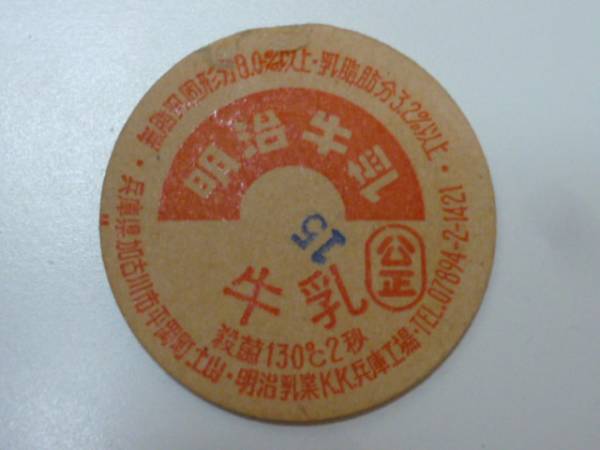 無脂乳固形分8.0%以上・乳脂肪分3.2%以上・
明治牛乳
15
公正
牛乳
殺菌130℃2秒
兵庫県加古川市平岡町土山・明治乳業K.K.兵庫工場・TEL.07894-2-1421